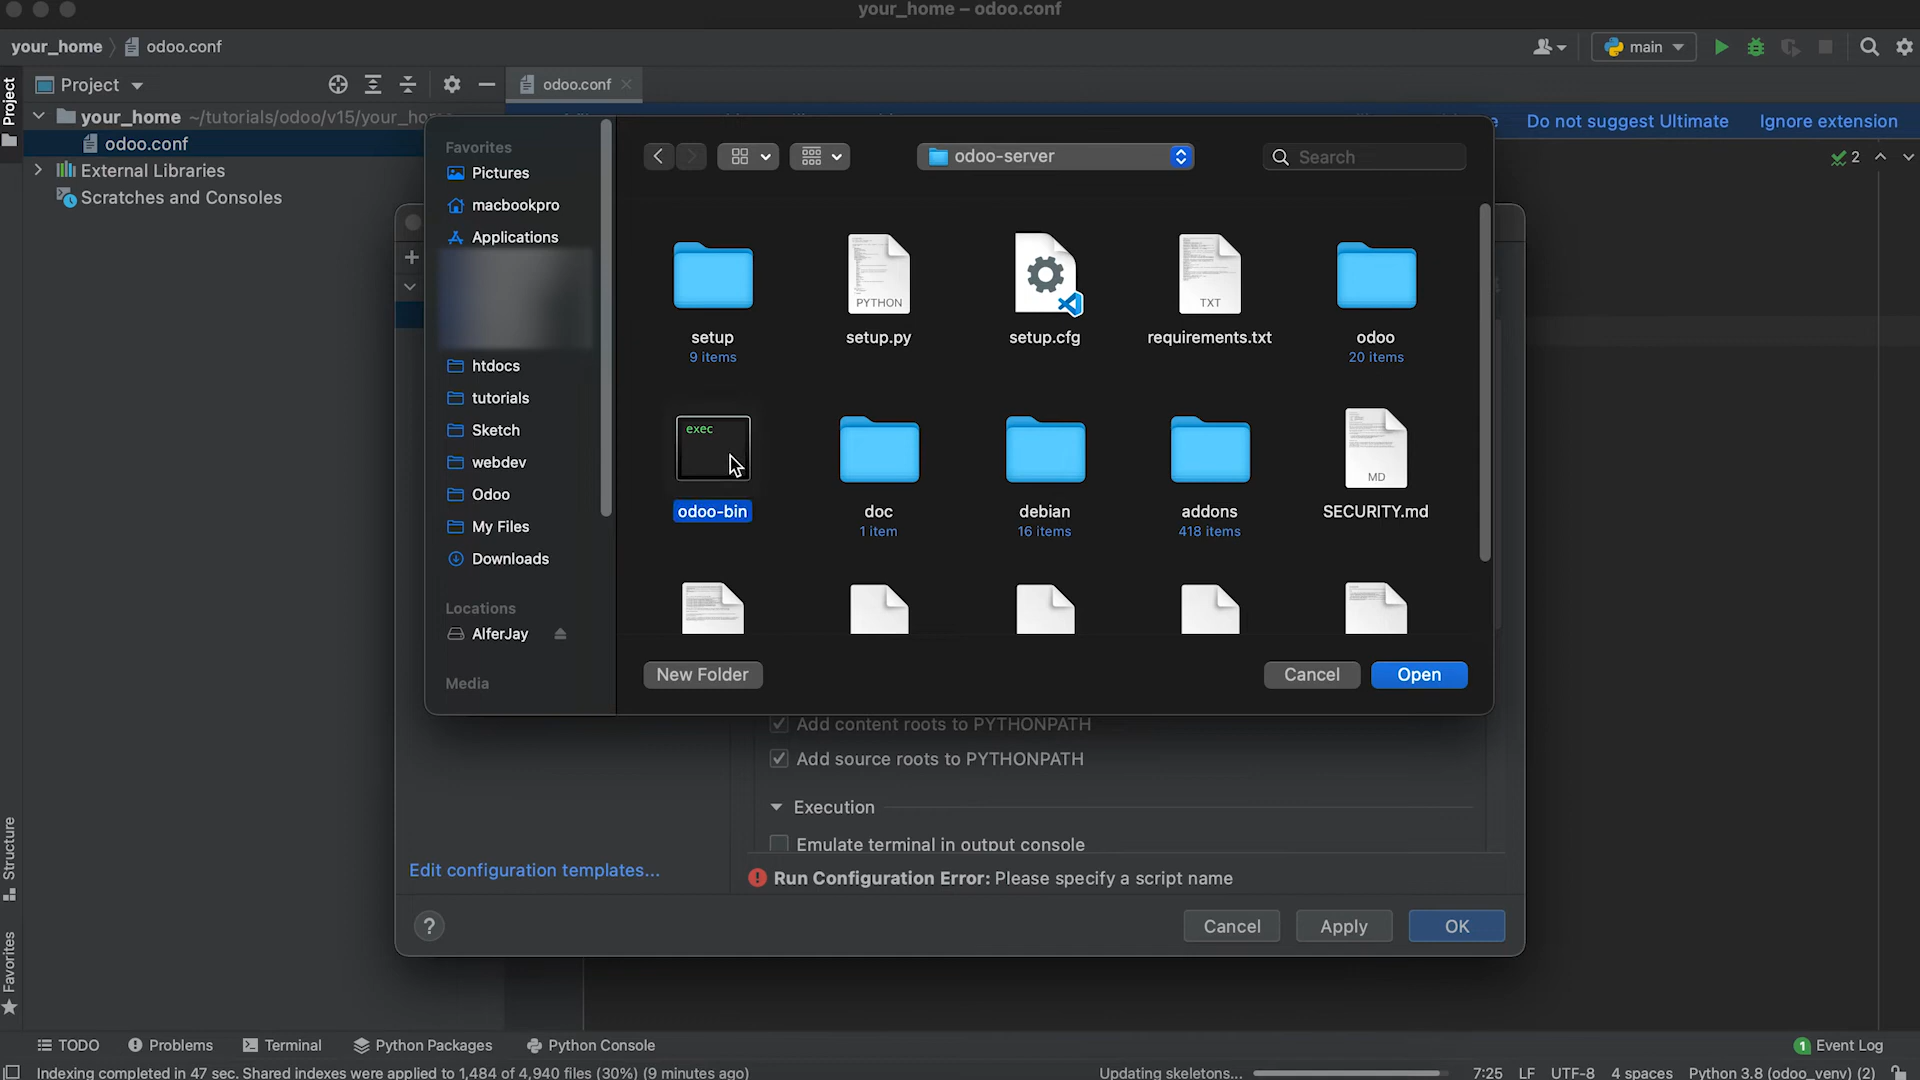 your_home – odoo.conf
your_home
odoo.conf
main
Project
Project
odoo.conf
your_home ~/tutorials/odoo/v15/your_ho
odoo.conf
External Libraries
Scratches and Consoles
Do not suggest Ultimate
Ignore extension
2
Favorites
Pictures
macbookpro
Applications
htdocs
tutorials
Sketch
webdev
Odoo
My Files
Downloads
Locations
AlferJay
Media
odoo-server
Search
PYTHON
TXT
setup
9 items
setup.py
setup.cfg
requirements.txt
odoo
20 items
exec
MD
odoo-bin
doc
1 item
debian
16 items
addons
418 items
SECURITY.md
New Folder
Cancel
Open
Add content roots to PYTHONPATH
Add source roots to PYTHONPATH
Execution
Emulate terminal in output console
Edit configuration templates...
Run Configuration Error: Please specify a script name
?
Cancel
Apply
OK
Structure
Favorites
TODO
Problems
Terminal
Python Packages
Python Console
1 Event Log
Indexing completed in 47 sec. Shared indexes were applied to 1,484 of 4,940 files (30%) (9 minutes ago)
Updating skeletons...
7:25 LF UTF-8 4 spaces Python 3.8 (odoo_venv) (2)